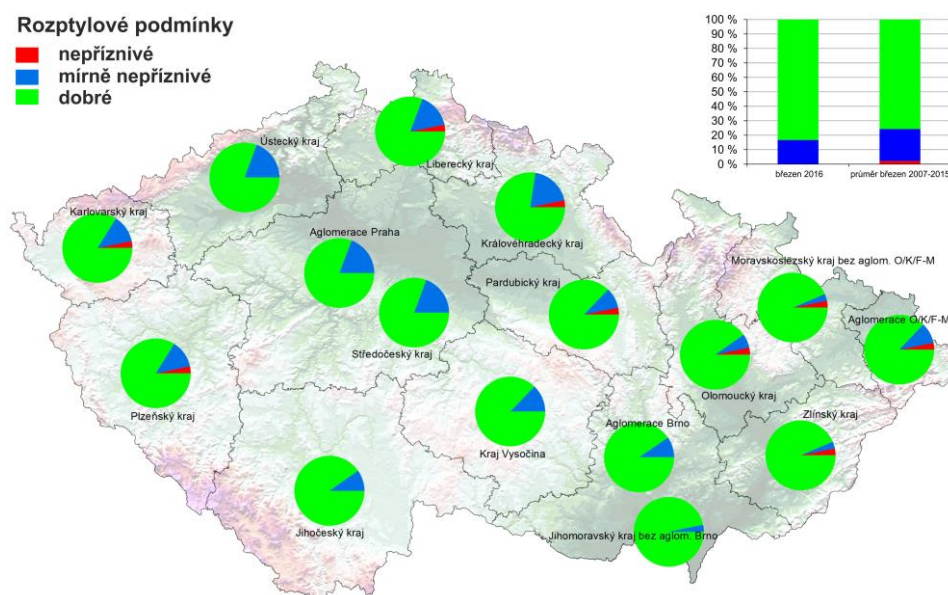 Rozptylové podmínky
nepříznivé
mírně nepříznivé
dobré
100 %
90 %
80 %
70 %
60 %
50 %
40 %
30 %
20 %
10 %
0 %
březen 2016
průměr březen 2007-2015
Ústecký kraj
Liberecký kraj
Karlovarský kraj
Aglomerace Praha
Královéhradecký kraj
Moravskoslezský kraj bez aglom. O/K/F-M
Pardubický kraj
Aglomerace O/K/F-M
Středočeský kraj
Olomoucký kraj
Plzeňský kraj
Zlínský kraj
Aglomerace Brno
Kraj Vysočina
Jihočeský kraj
Jihomoravský kraj bez aglom. Brno